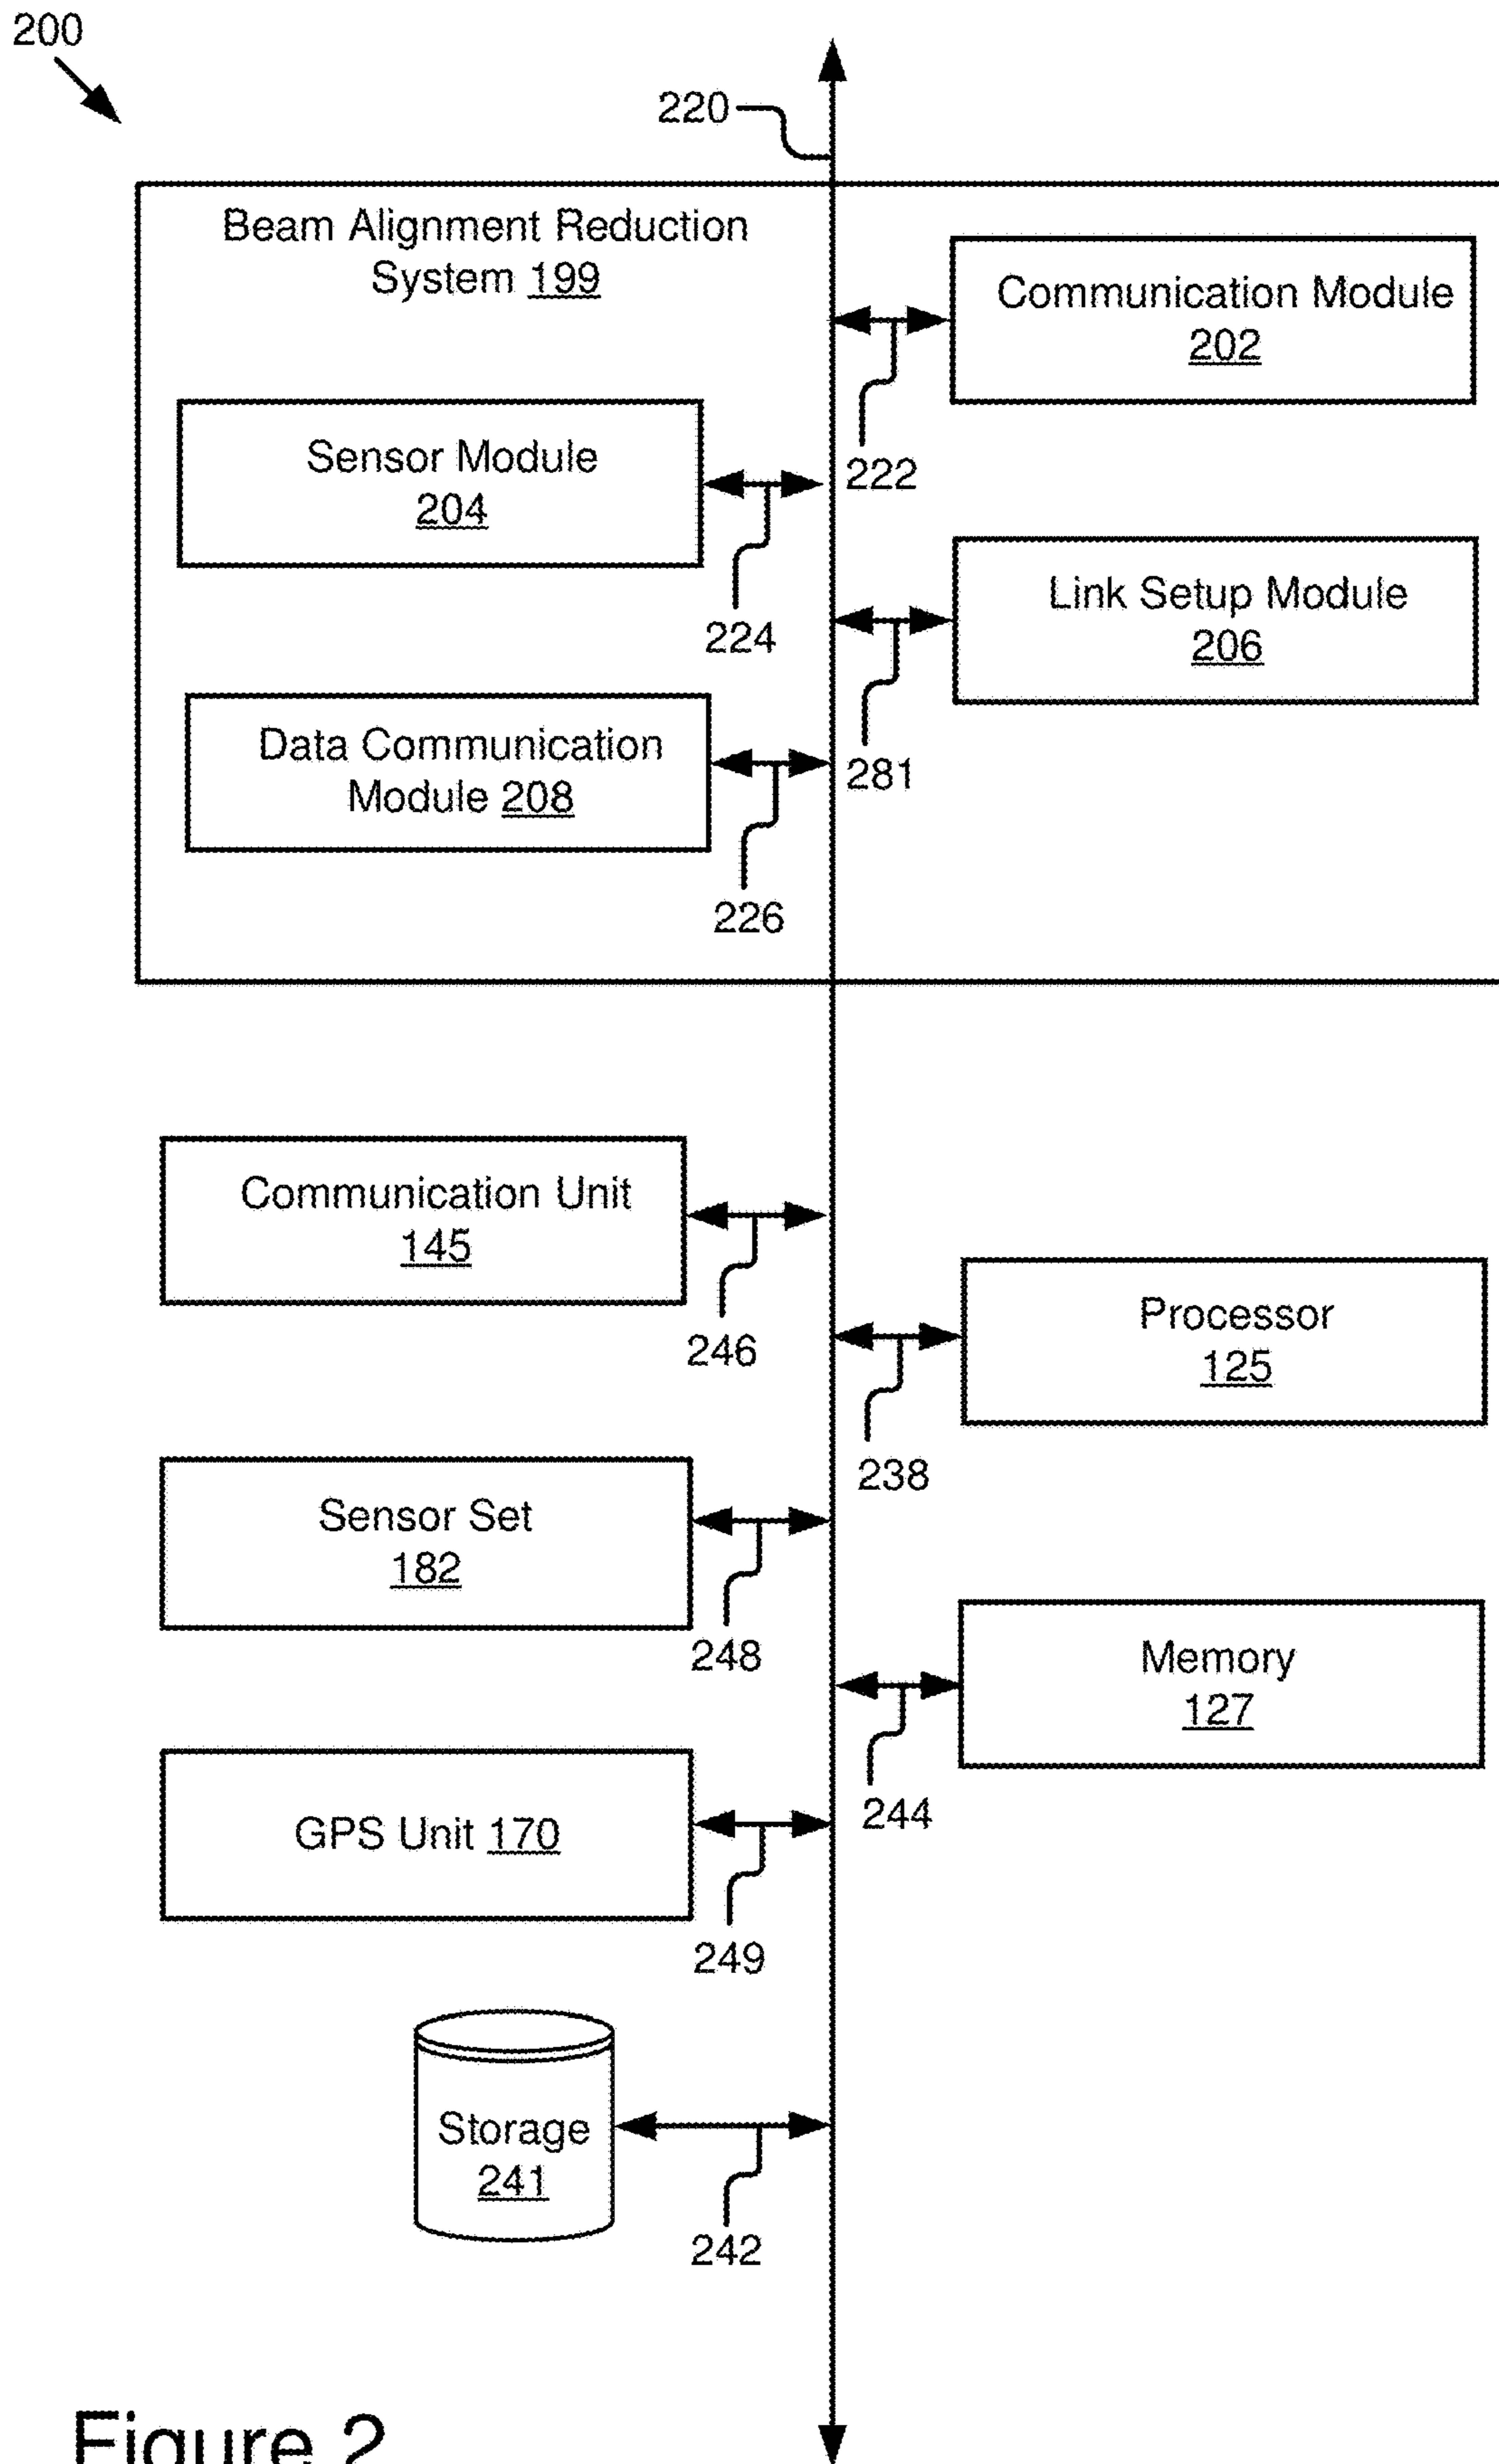 200
220
Beam Alignment Reduction
System 199
Communication Module
202
222
Sensor Module
204
224
Link Setup Module
206
281
Data Communication
Module 208
226
Communication Unit
145
246
Processor
125
238
Sensor Set
182
248
Memory
127
244
GPS Unit 170
249
Storage
241
242
Figure 2